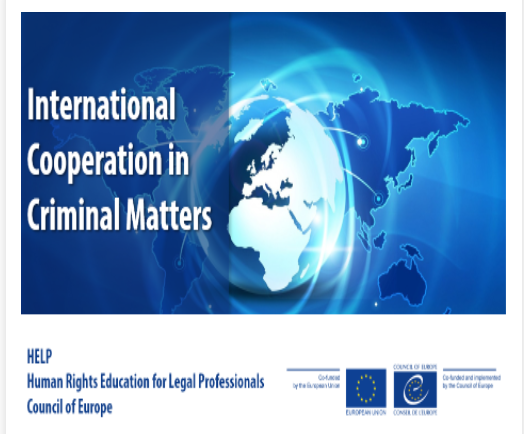 International
Cooperation in
Criminal Matters
HELP
Human Rights Education for Legal Professionals
Council of Europe
Co-funded
by the European Union
EUROPEAN UNION
COUNCIL OF EUROPE
CONSEIL DE L'EUROPE
Co-funded and implemented
by the Council of Europe